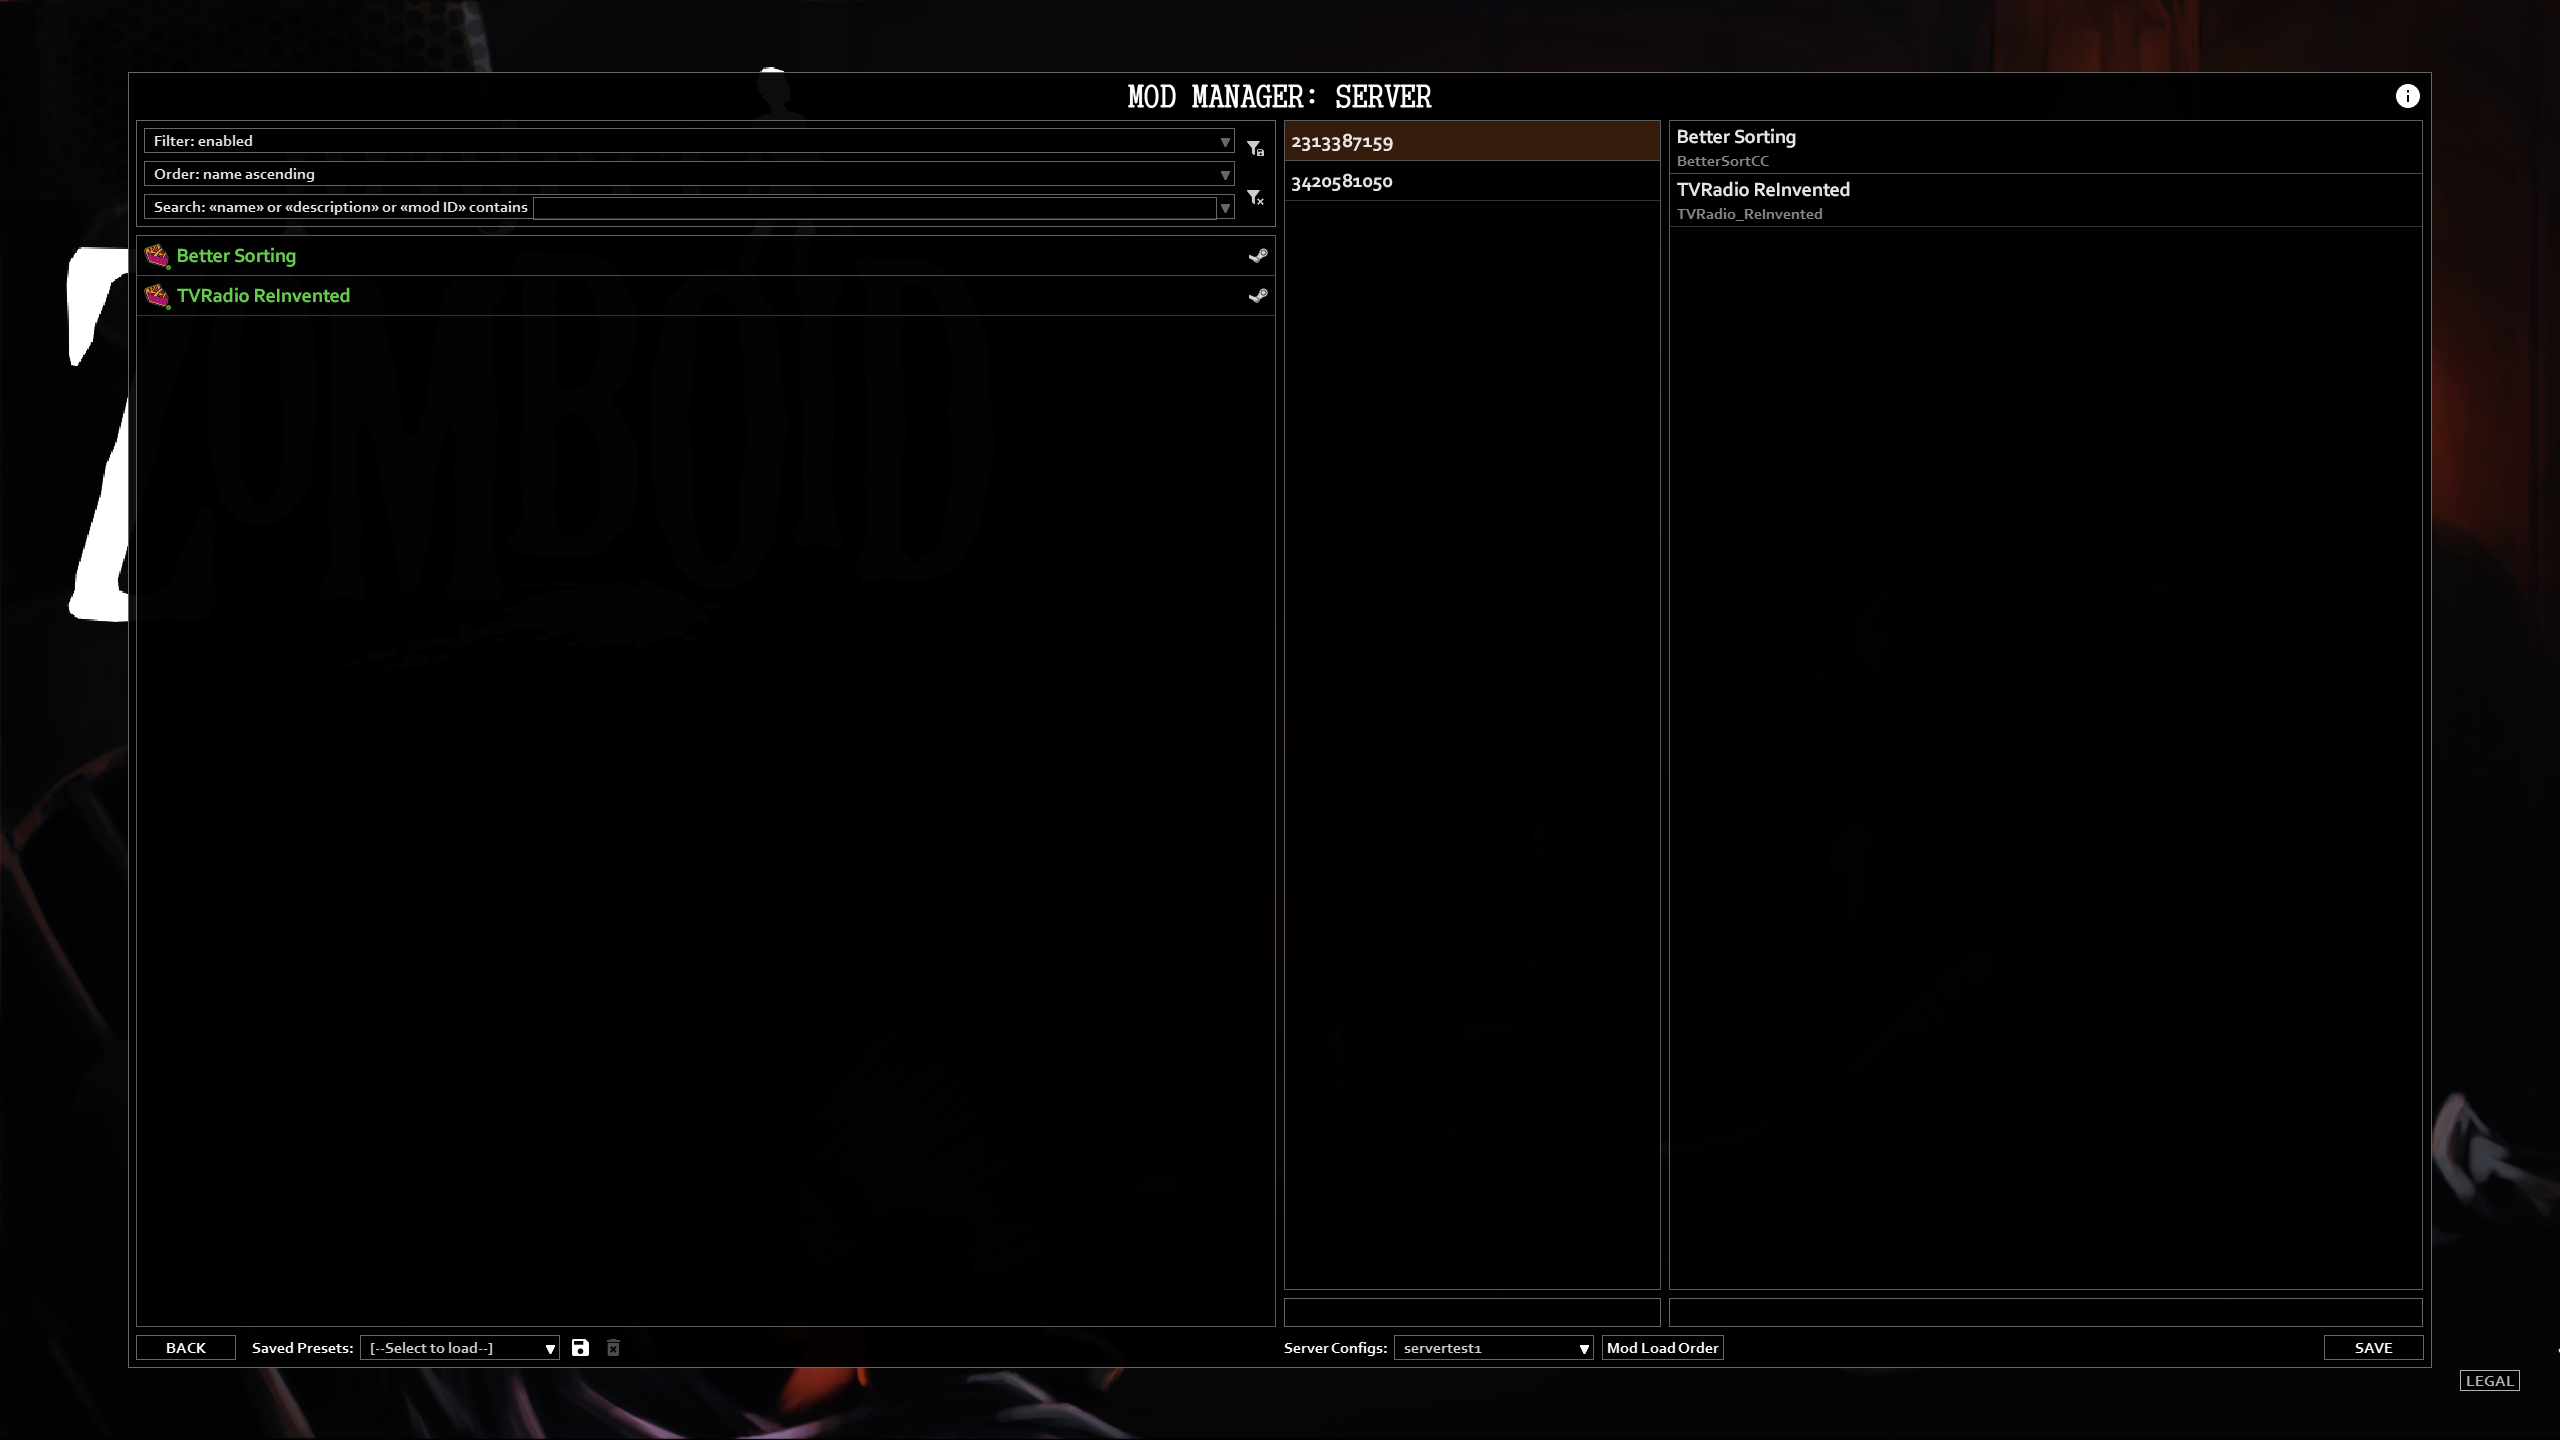 MOD MANAGER: SERVER
Filter: enabled
Order: name ascending
Search: «name» or «description» or «mod ID» contains
Better Sorting
TVRadio ReInvented
2313387159
3420581050
Better Sorting
BetterSortCC
TVRadio ReInvented
TVRadio_ReInvented
ZOMBOID
BACK
Saved Presets:
[--Select to load--]
Server Configs:
servertest1
Mod Load Order
SAVE
LEGAL